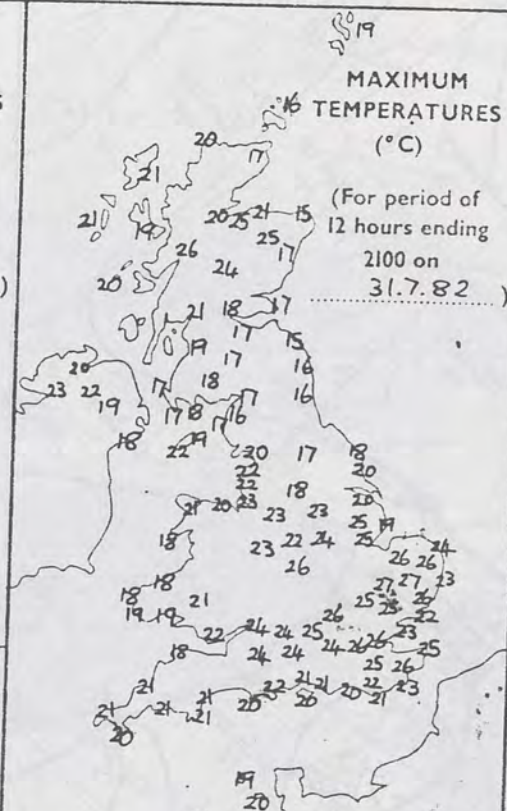 19
MAXIMUM
TEMPERATURES
(°C)
16
20
17
(For period of
12 hours ending
2100 on
31.7.82 )
)
21
21 19 20 25 21 15
26 25 17
24
20
21 18 17
19 17 15
17 16
18
20 17 17 16
23 22 19 17 18 17 16
18 22 19 20 17 18
22 20
22 18
21 20 23 23 23 20
25 19
18 23 22 24 25 24
26 26 26
18 27 27 23
18 21 25 28 26
19 19 26 22
22 24 24 25 26 26 23
18 24 24 24 25
25 26
21 21 21 22 23
21 21 21 20 22 20 20 21
21
20
19
20